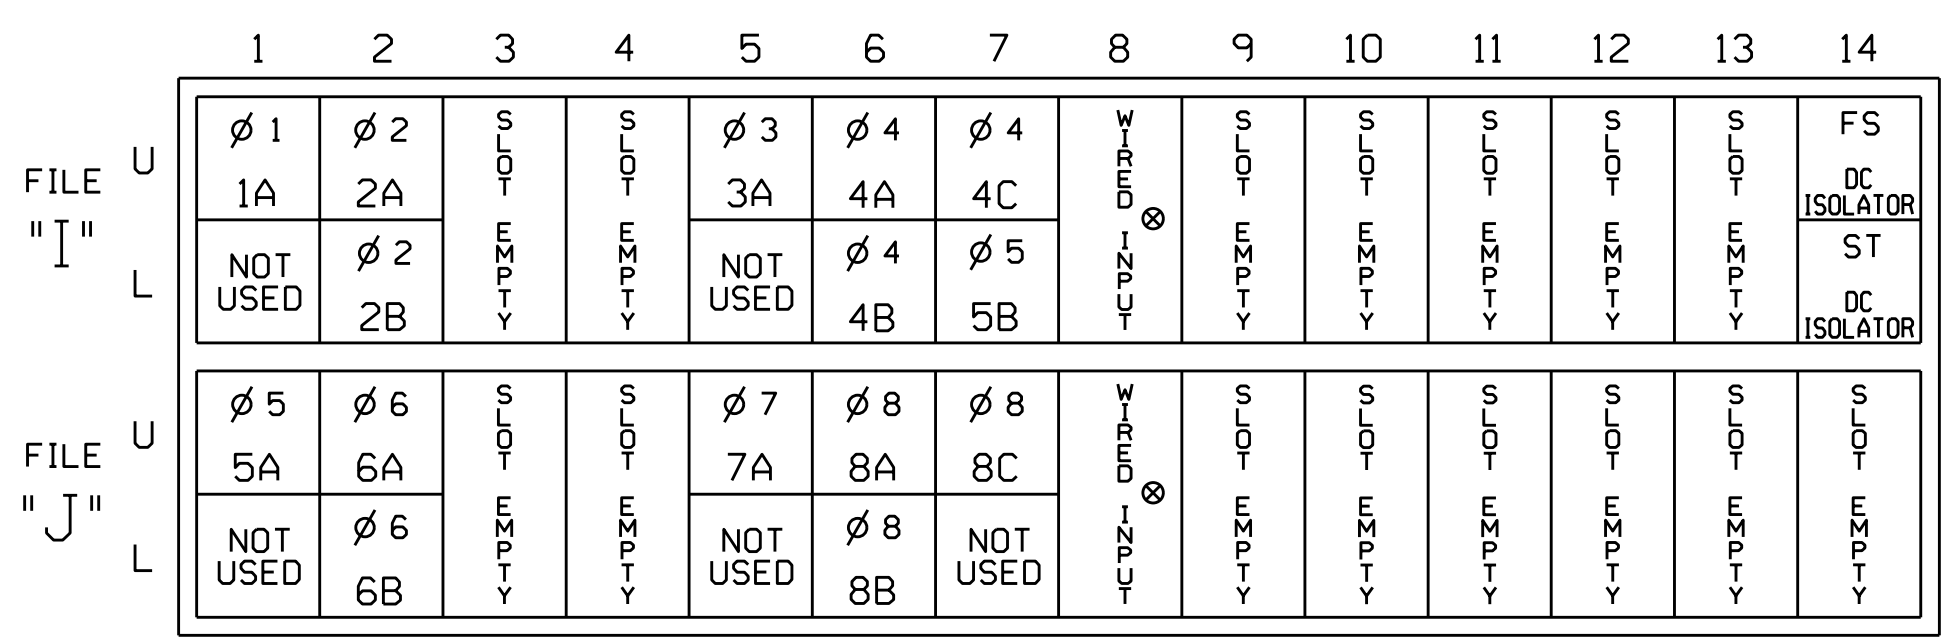 1 2 3 4 5 6 7 8 9 10 11 12 13 14
FILE "I"
U
Ø 1 Ø 2 SLOT EMPTY SLOT EMPTY Ø 3 Ø 4 Ø 4 WIRED INPUT SLOT EMPTY SLOT EMPTY SLOT EMPTY SLOT EMPTY SLOT EMPTY FS
1A 2A 3A 4A 4C DC
ISOLATOR
L
NOT Ø 2 NOT Ø 4 Ø 5 ST
USED 2B USED 4B 5B DC
ISOLATOR
FILE "J"
U
Ø 5 Ø 6 SLOT EMPTY SLOT EMPTY Ø 7 Ø 8 Ø 8 WIRED INPUT SLOT EMPTY SLOT EMPTY SLOT EMPTY SLOT EMPTY SLOT EMPTY SLOT EMPTY
5A 6A 7A 8A 8C
L
NOT Ø 6 NOT Ø 8 NOT
USED 6B USED 8B USED